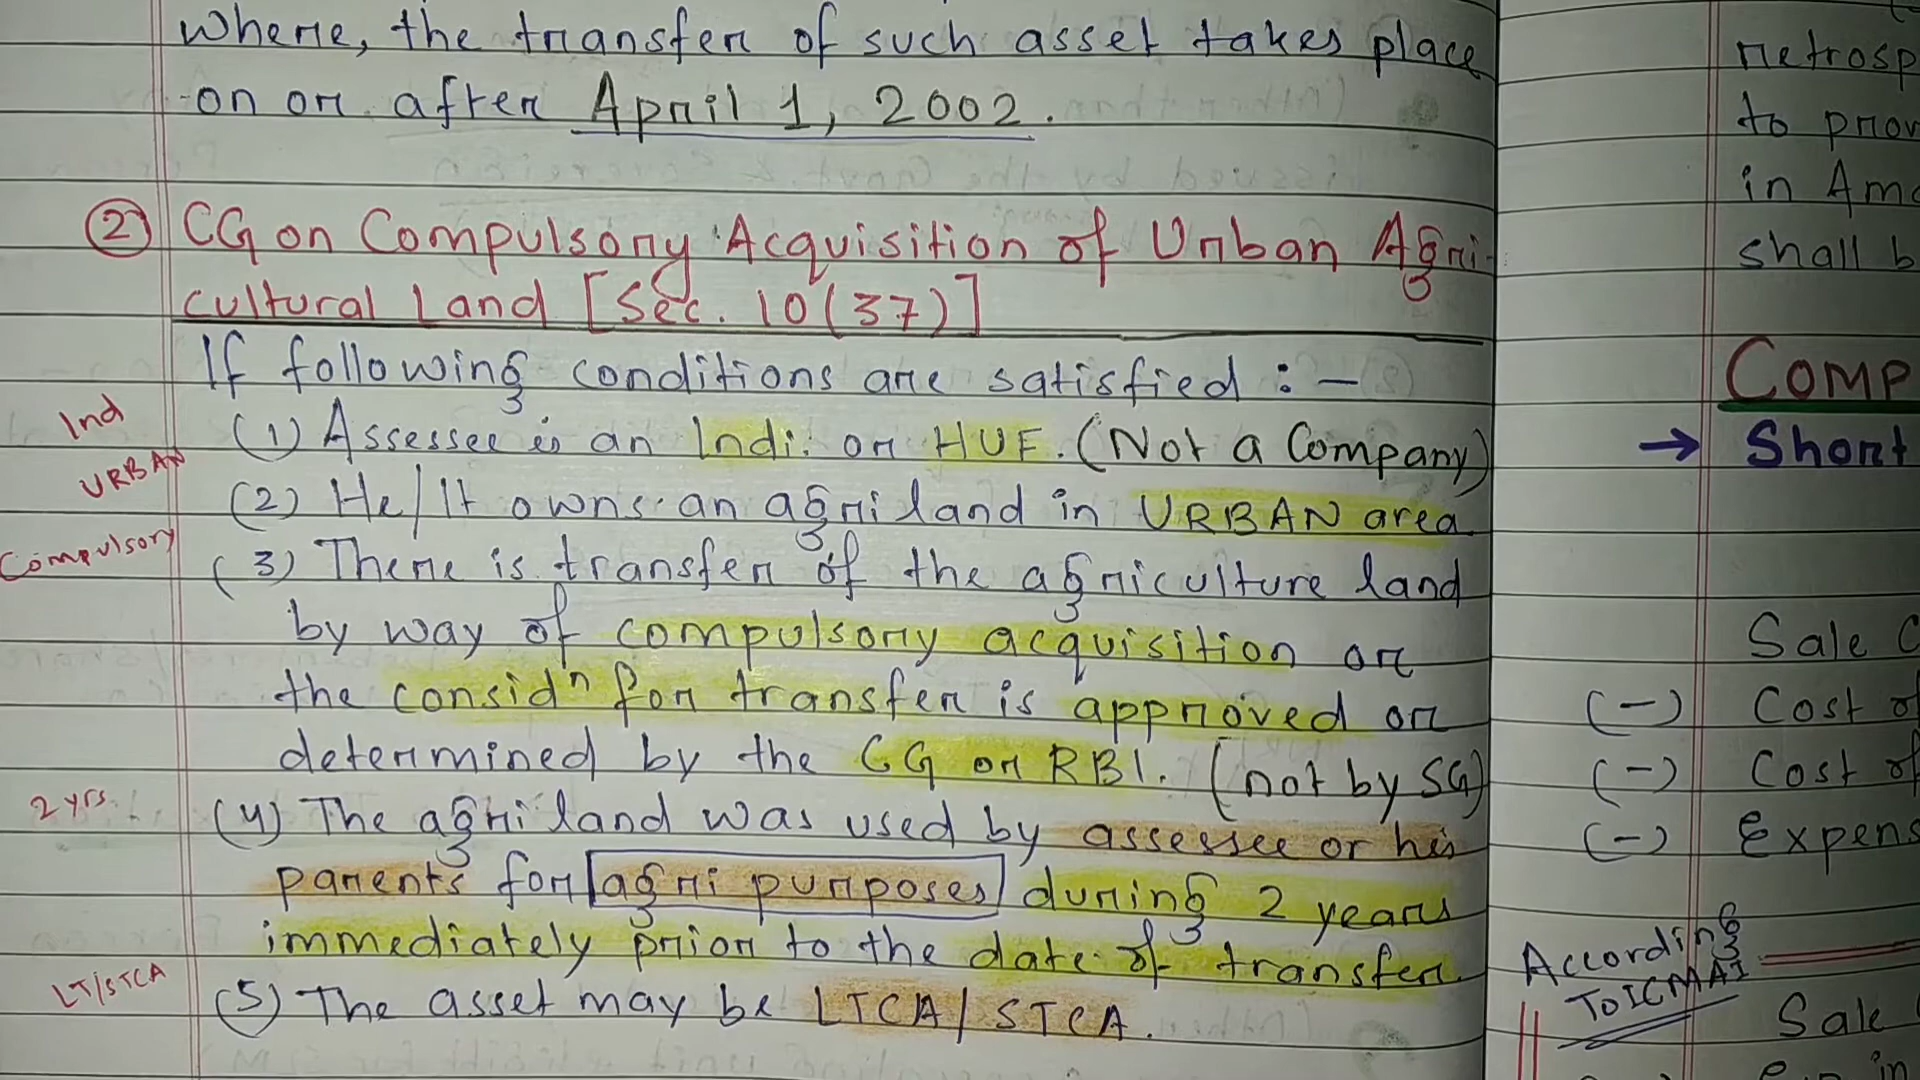 where, the transfer of such asset takes place
on or after April 1, 2002.
② CG on Compulsory Acquisition of Urban Agri-
cultural Land [Sec. 10(37)]
If following conditions are satisfied :-
Ind
(1) Assessee is an Indi. or HUF. (Not a Company)
URBAN
(2) He/It owns an agri land in URBAN area
Compulsory
(3) There is transfer of the agriculture land
by way of compulsory acquisition or
the considn for transfer is approved or
determined by the CG or RBI. (not by SG)
2 yrs.
(4) The agri land was used by assessee or his
parents for agri purposes during 2 years
immediately prior to the date of transfer.
LT/STCA
(5) The asset may be LTCA/STCA.
retrosp
to prov
in Ame
shall b
COMP
→ Short
Sale C
(-) Cost of
(-) Cost of
(-) Expens
According
To ICMAI
Sale